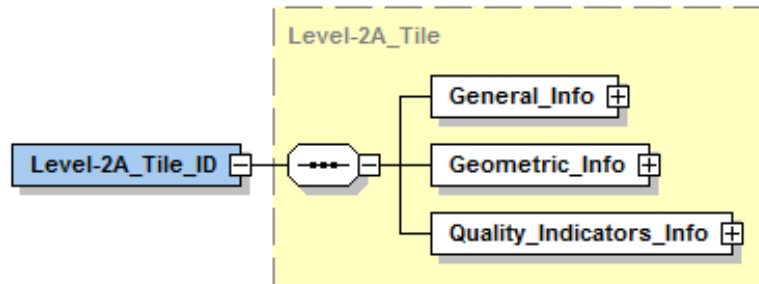 Level-2A_Tile
General_Info
Level-2A_Tile_ID
Geometric_Info
Quality_Indicators_Info